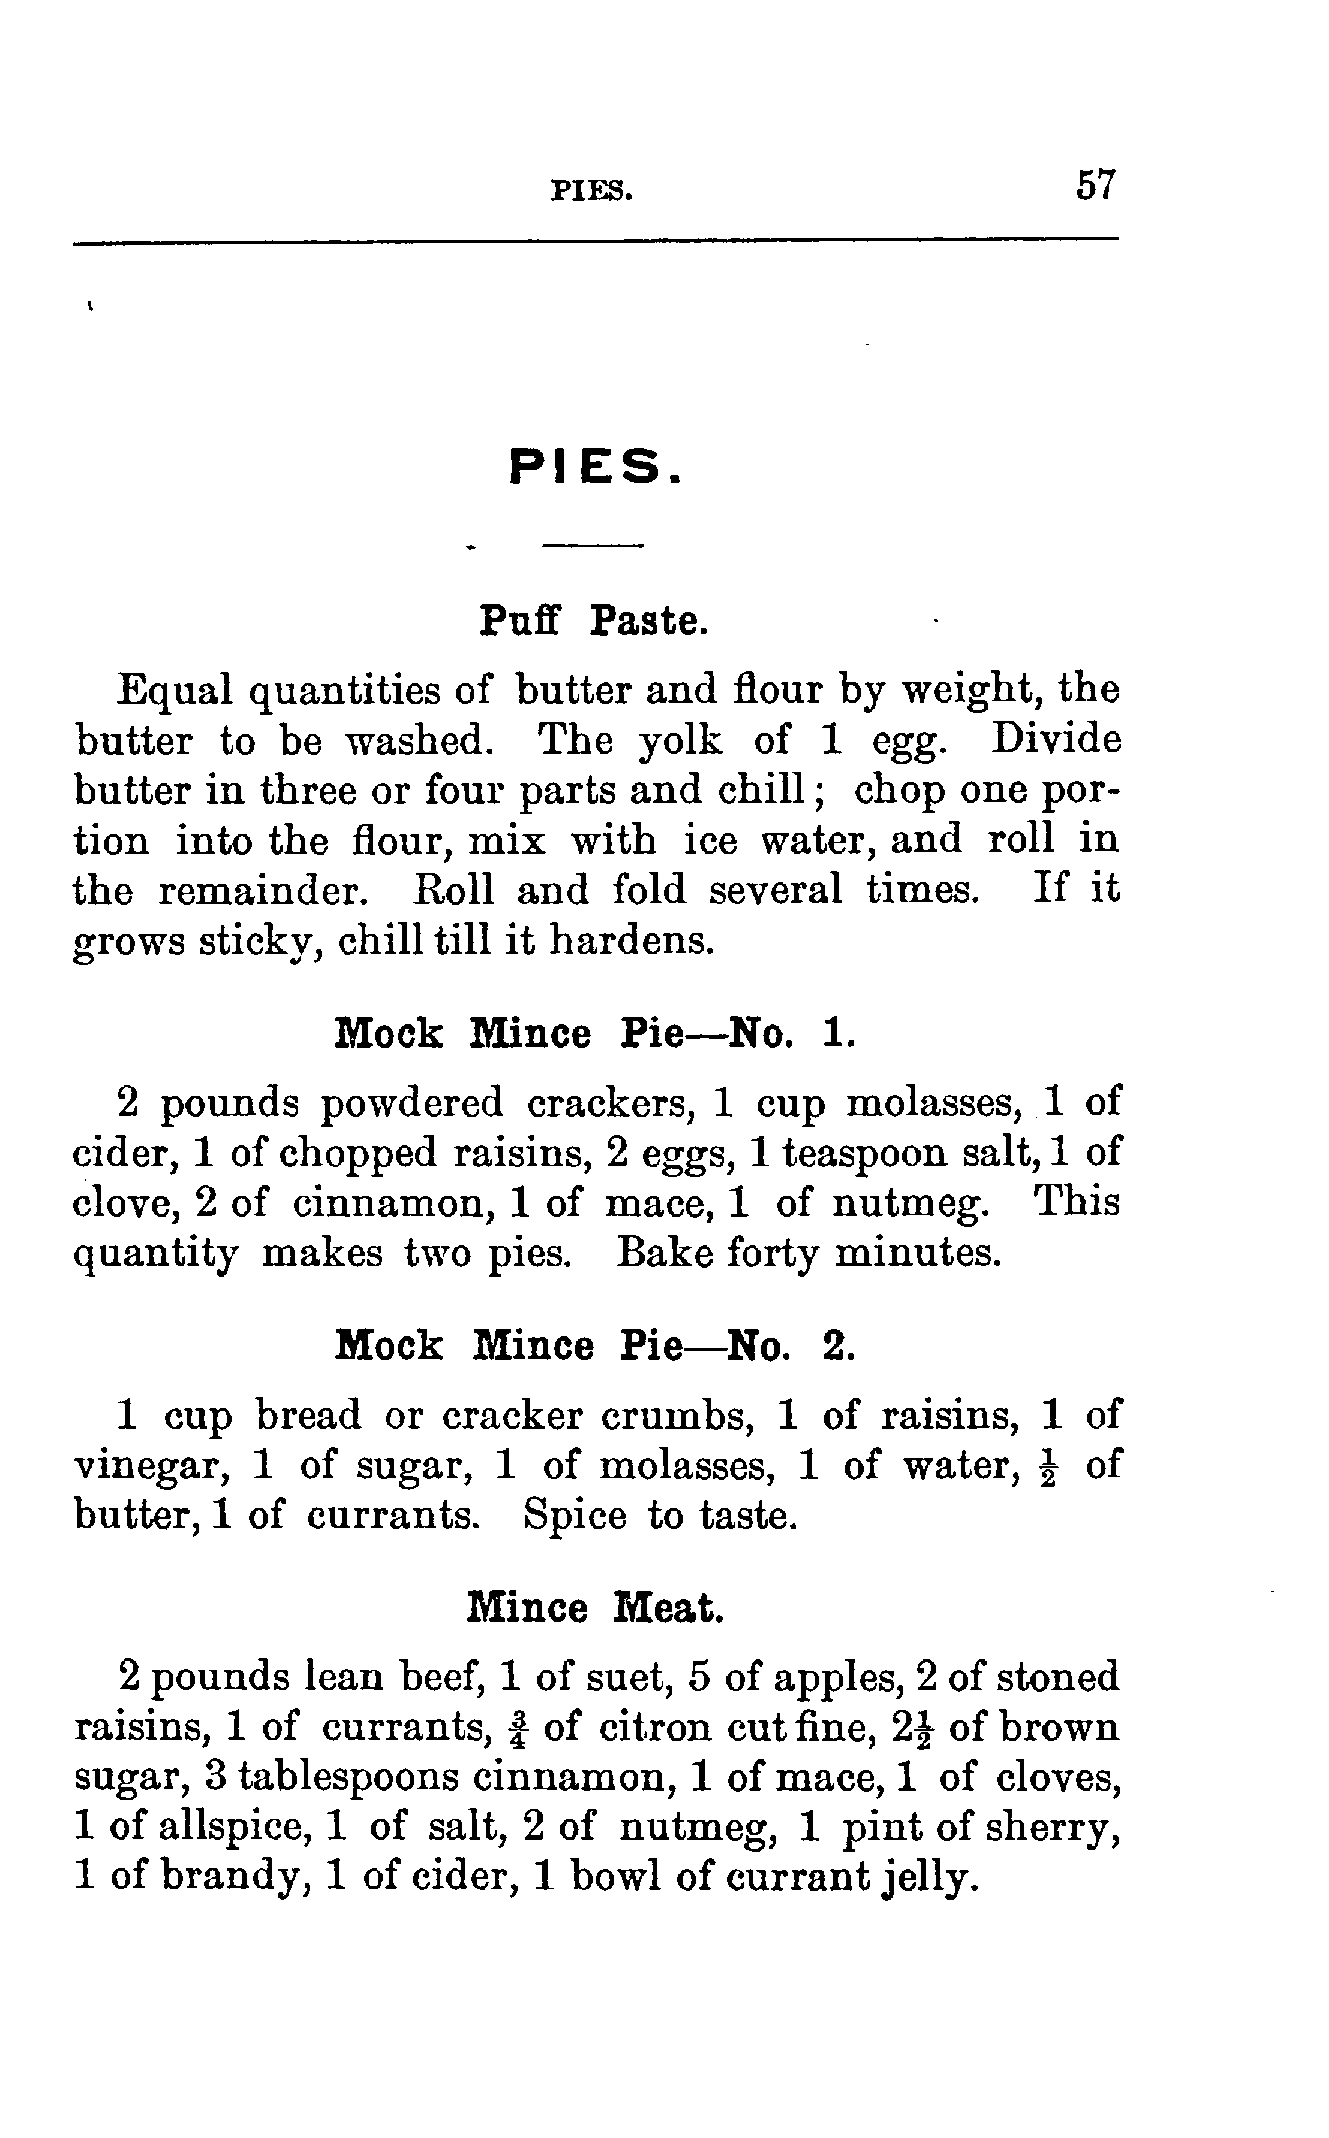 PIES. 57
PIES.
Puff Paste.
Equal quantities of butter and flour by weight, the
butter to be washed. The yolk of 1 egg. Divide
butter in three or four parts and chill; chop one por-
tion into the flour, mix with ice water, and roll in
the remainder. Roll and fold several times. If it
grows sticky, chill till it hardens.
Mock Mince Pie—No. 1.
2 pounds powdered crackers, 1 cup molasses, 1 of
cider, 1 of chopped raisins, 2 eggs, 1 teaspoon salt, 1 of
clove, 2 of cinnamon, 1 of mace, 1 of nutmeg. This
quantity makes two pies. Bake forty minutes.
Mock Mince Pie—No. 2.
1 cup bread or cracker crumbs, 1 of raisins, 1 of
vinegar, 1 of sugar, 1 of molasses, 1 of water, ½ of
butter, 1 of currants. Spice to taste.
Mince Meat.
2 pounds lean beef, 1 of suet, 5 of apples, 2 of stoned
raisins, 1 of currants, ¾ of citron cut fine, 2½ of brown
sugar, 3 tablespoons cinnamon, 1 of mace, 1 of cloves,
1 of allspice, 1 of salt, 2 of nutmeg, 1 pint of sherry,
1 of brandy, 1 of cider, 1 bowl of currant jelly.